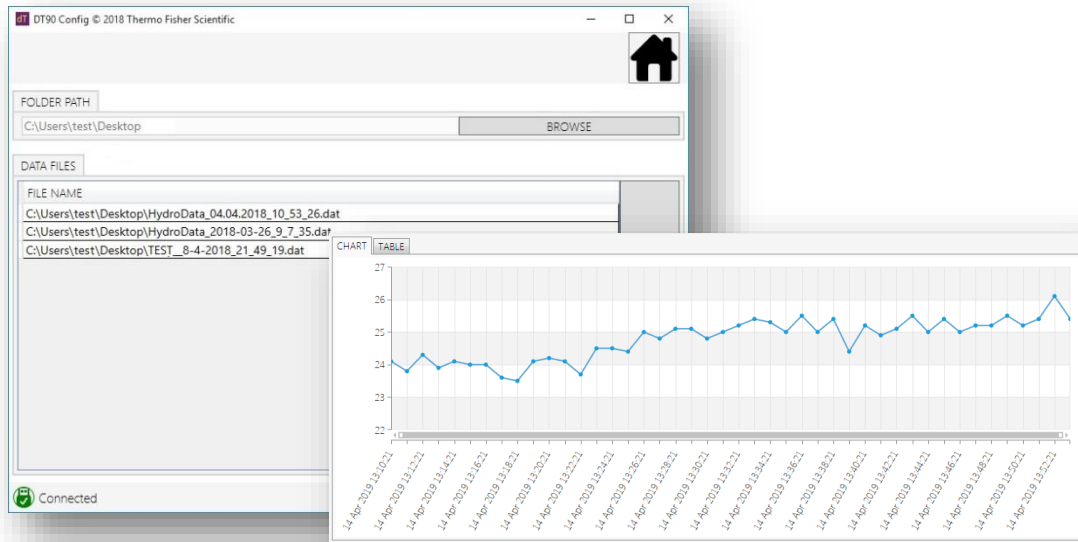 dT DT90 Config © 2018 Thermo Fisher Scientific
FOLDER PATH
C:\Users\test\Desktop
BROWSE
DATA FILES
FILE NAME
C:\Users\test\Desktop\HydroData_04.04.2018_10_53_26.dat
C:\Users\test\Desktop\HydroData_2018-03-26_9_7_35.dat
C:\Users\test\Desktop\TEST__8-4-2018_21_49_19.dat
Connected
CHART TABLE
27
26
25
24
23
22
14 Apr 2019 13:10:21
14 Apr 2019 13:12:21
14 Apr 2019 13:14:21
14 Apr 2019 13:16:21
14 Apr 2019 13:18:21
14 Apr 2019 13:20:21
14 Apr 2019 13:22:21
14 Apr 2019 13:24:21
14 Apr 2019 13:26:21
14 Apr 2019 13:28:21
14 Apr 2019 13:30:21
14 Apr 2019 13:32:21
14 Apr 2019 13:34:21
14 Apr 2019 13:36:21
14 Apr 2019 13:38:21
14 Apr 2019 13:40:21
14 Apr 2019 13:42:21
14 Apr 2019 13:44:21
14 Apr 2019 13:46:21
14 Apr 2019 13:48:21
14 Apr 2019 13:50:21
14 Apr 2019 13:52:21